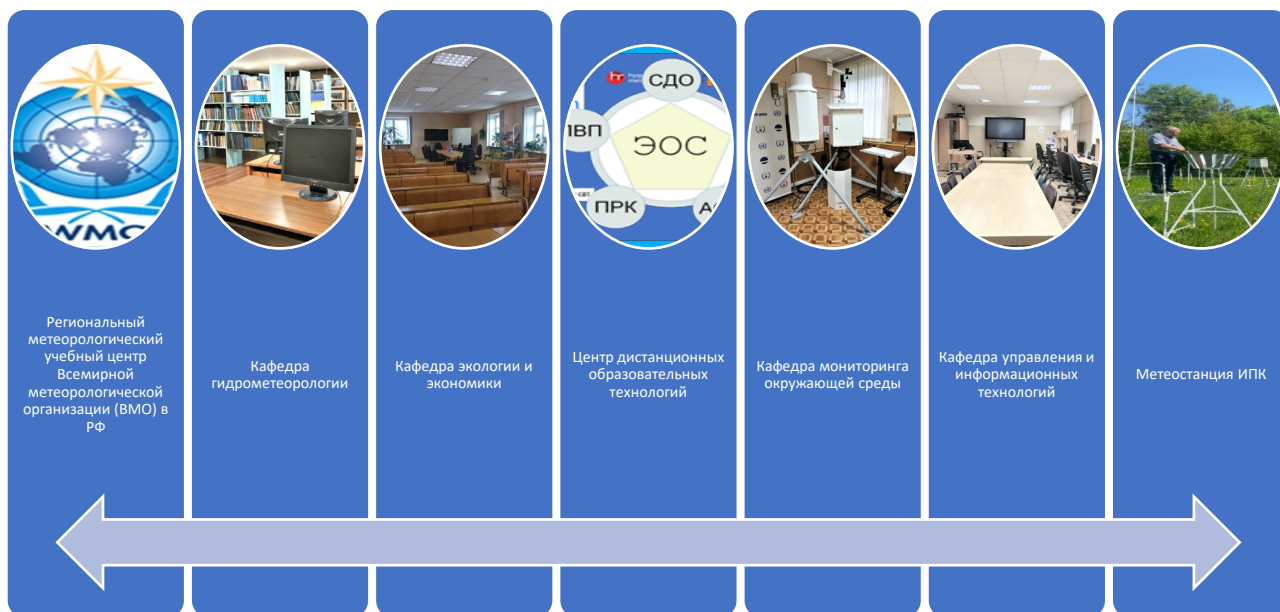 WMO
СДО
ЭОС
ПРК
Региональный
метеорологический
учебный центр
Всемирной
метеорологической
организации (ВМО) в
РФ
Кафедра
гидрометеорологии
Кафедра экологии и
экономики
Центр дистанционных
образовательных
технологий
Кафедра мониторинга
окружающей среды
Кафедра управления и
информационных
технологий
Метеостанция ИПК